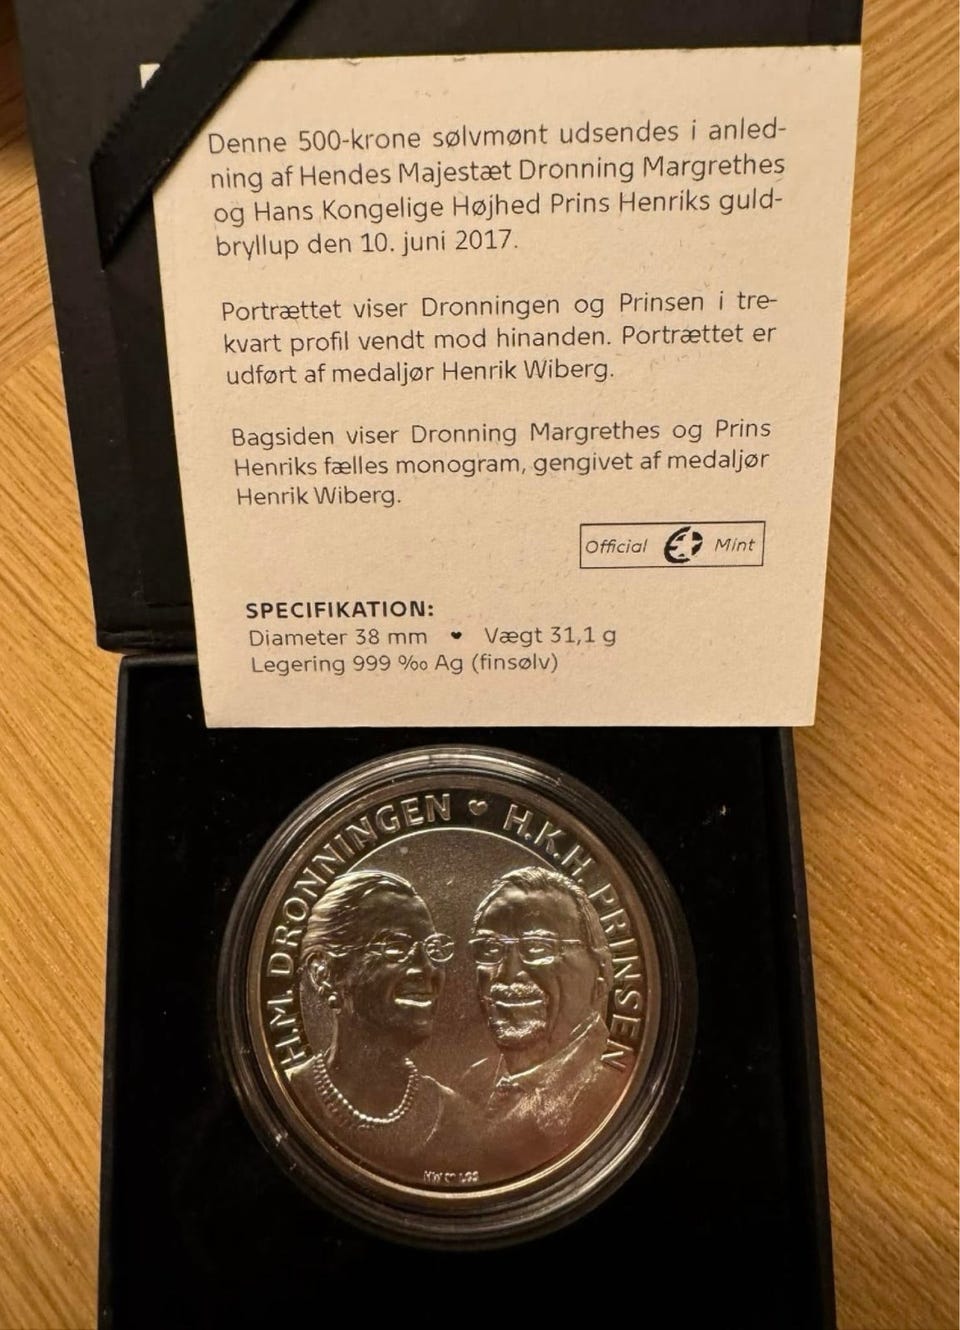 Denne 500-krone sølvmønt udsendes i anled-
ning af Hendes Majestæt Dronning Margrethes
og Hans Kongelige Højhed Prins Henriks guld-
bryllup den 10. juni 2017.
Portrættet viser Dronningen og Prinsen i tre-
kvart profil vendt mod hinanden. Portrættet er
udført af medaljør Henrik Wiberg.
Bagsiden viser Dronning Margrethes og Prins
Henriks fælles monogram, gengivet af medaljør
Henrik Wiberg.
Official Mint
SPECIFIKATION:
Diameter 38 mm ♥ Vægt 31,1 g
Legering 999 ‰ Ag (finsølv)
H.M. DRONNINGEN ♥ H.K.H. PRINSEN